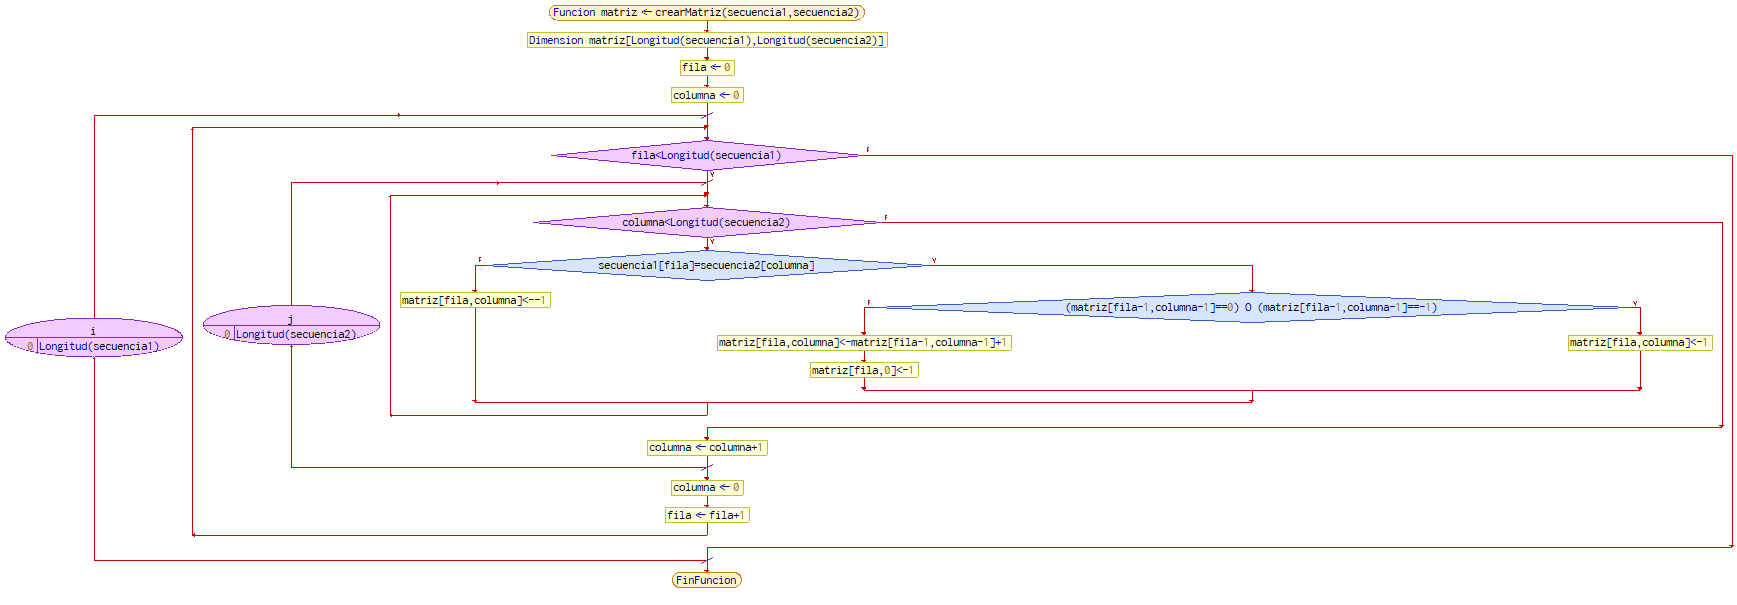 Funcion matriz ← crearMatriz(secuencia1,secuencia2)
Dimension matriz[Longitud(secuencia1),Longitud(secuencia2)]
fila ← 0
columna ← 0
fila<Longitud(secuencia1)
F
V
columna<Longitud(secuencia2)
F
V
secuencia1[fila]=secuencia2[columna]
F
V
matriz[fila,columna]<--1
(matriz[fila-1,columna-1]==0) O (matriz[fila-1,columna-1]==-1)
F
V
j
0 Longitud(secuencia2)
i
0 Longitud(secuencia1)
matriz[fila,columna]<-matriz[fila-1,columna-1]+1
matriz[fila,columna]<-1
matriz[fila,0]<-1
columna ← columna+1
columna ← 0
fila ← fila+1
FinFuncion